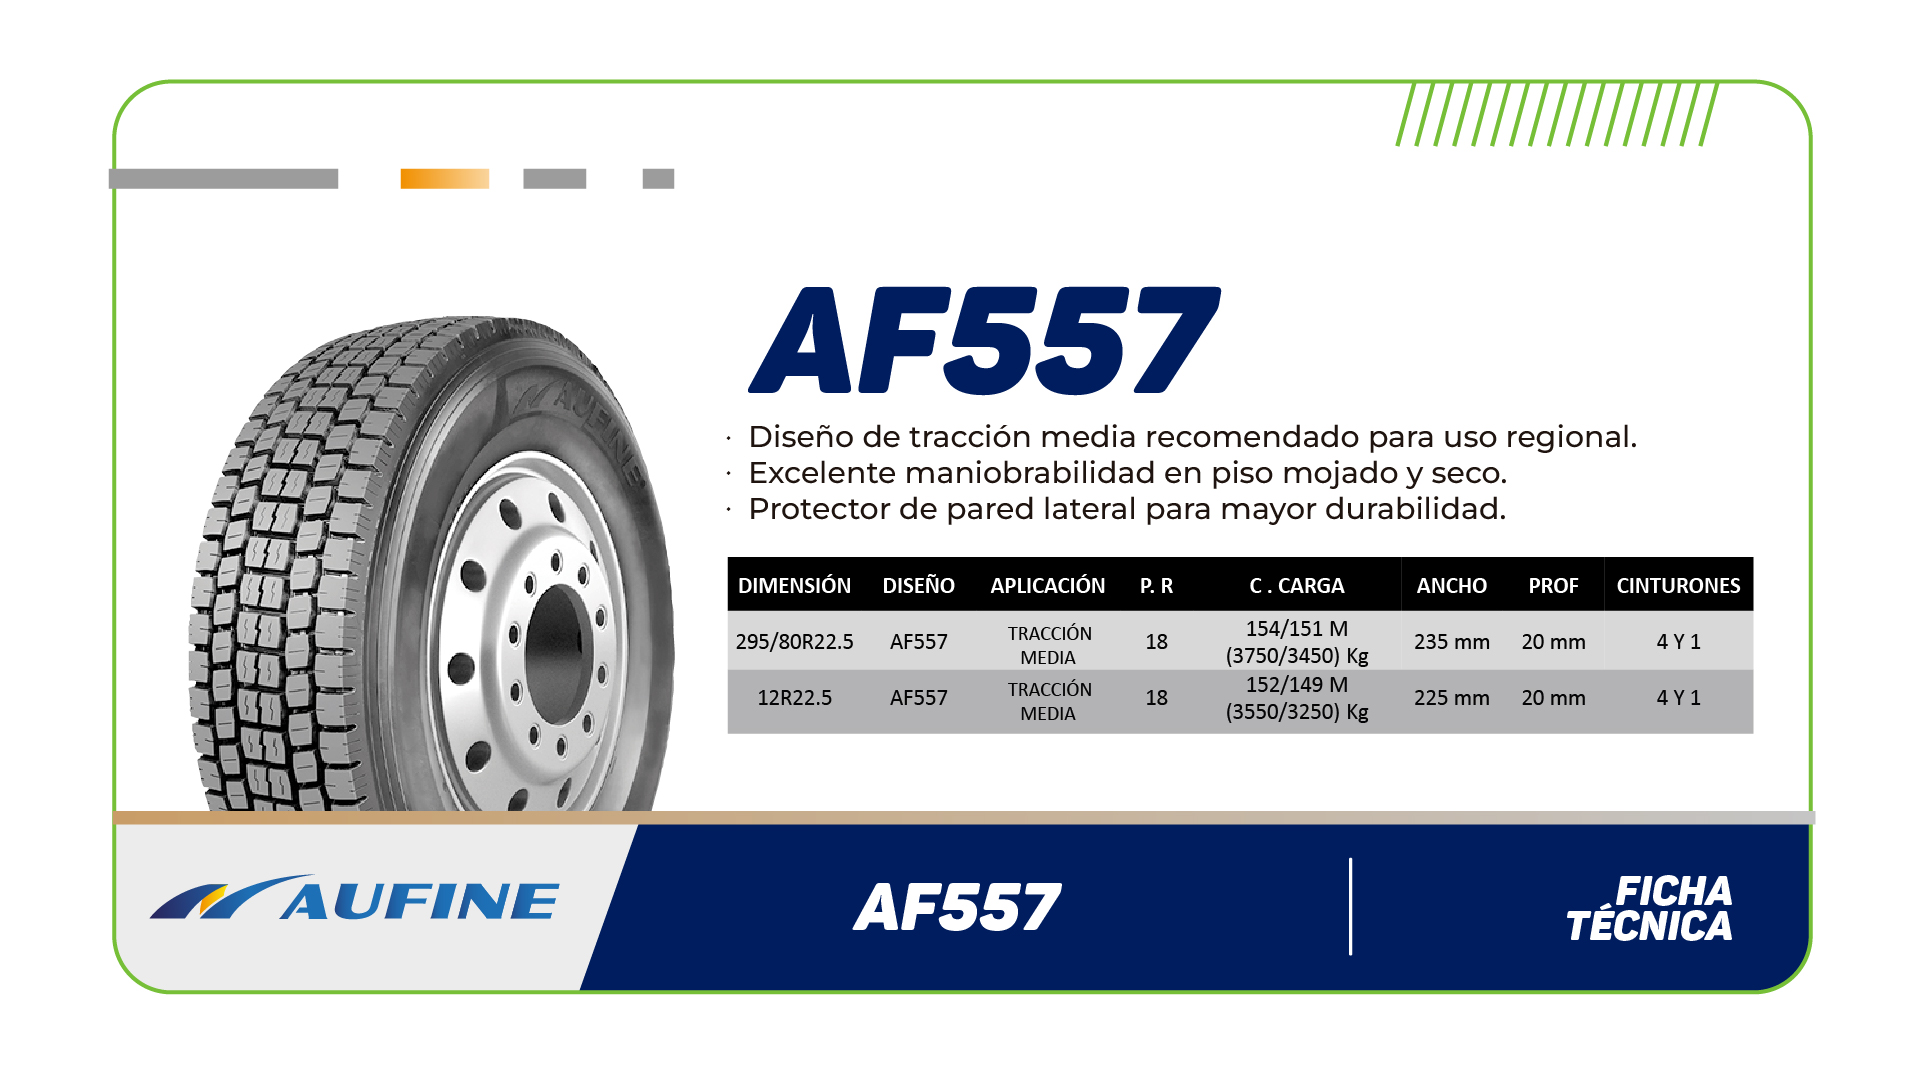 AF557
· Diseño de tracción media recomendado para uso regional.
· Excelente maniobrabilidad en piso mojado y seco.
· Protector de pared lateral para mayor durabilidad.
DIMENSIÓN DISEÑO APLICACIÓN P. R C . CARGA ANCHO PROF CINTURONES
295/80R22.5 AF557 TRACCIÓN MEDIA 18 154/151 M (3750/3450) Kg 235 mm 20 mm 4 Y 1
12R22.5 AF557 TRACCIÓN MEDIA 18 152/149 M (3550/3250) Kg 225 mm 20 mm 4 Y 1
AUFINE
AUFINE
AF557
FICHA
TÉCNICA